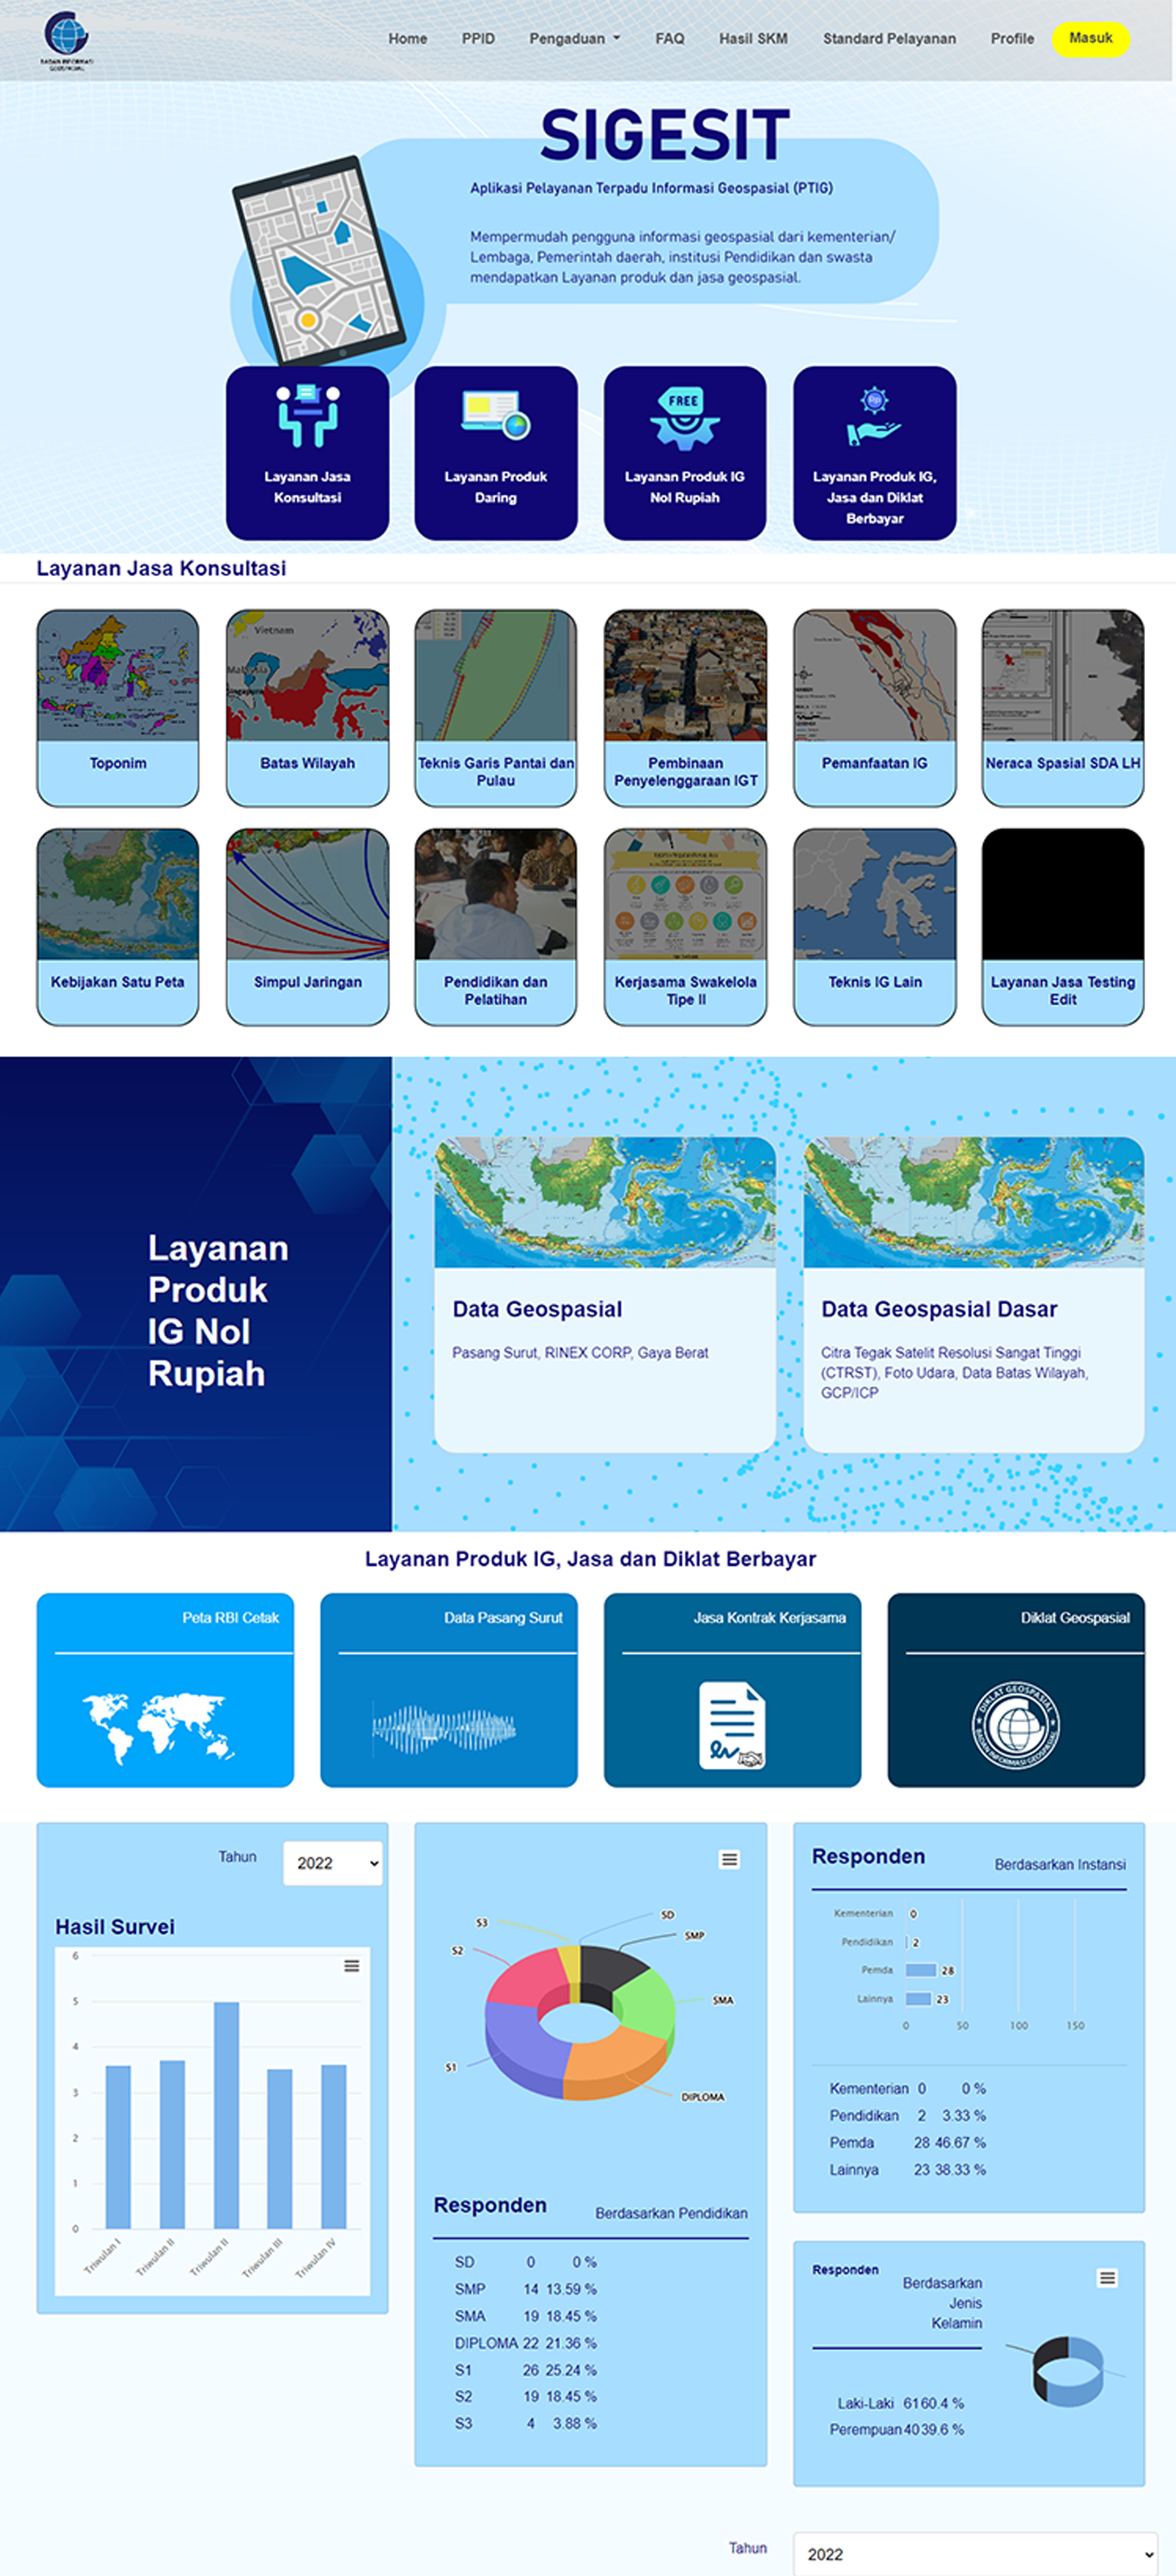 BADAN INFORMASI
GEOSPASIAL
Home PPID Pengaduan FAQ Hasil SKM Standard Pelayanan Profile Masuk
SIGESIT
Aplikasi Pelayanan Terpadu Informasi Geospasial (PTIG)
Mempermudah pengguna informasi geospasial dari kementerian/
Lembaga, Pemerintah daerah, institusi Pendidikan dan swasta
mendapatkan Layanan produk dan jasa geospasial.
Layanan Jasa
Konsultasi
Layanan Produk
Daring
FREE
Layanan Produk IG
Nol Rupiah
Rp
Layanan Produk IG,
Jasa dan Diklat
Berbayar
Layanan Jasa Konsultasi
Toponim
Vietnam
Malaysia
Singapura
Batas Wilayah
Teknis Garis Pantai dan
Pulau
Pembinaan
Penyelenggaraan IGT
Pemanfaatan IG
Neraca Spasial SDA LH
Kebijakan Satu Peta
Simpul Jaringan
Pendidikan dan
Pelatihan
Kerjasama Swakelola
Tipe II
Teknis IG Lain
Layanan Jasa Testing
Edit
Layanan
Produk
IG Nol
Rupiah
Data Geospasial
Pasang Surut, RINEX CORP, Gaya Berat
Data Geospasial Dasar
Citra Tegak Satelit Resolusi Sangat Tinggi
(CTRST), Foto Udara, Data Batas Wilayah,
GCP/ICP
Layanan Produk IG, Jasa dan Diklat Berbayar
Peta RBI Cetak
Data Pasang Surut
Jasa Kontrak Kerjasama
Diklat Geospasial
DIKLAT GEOSPASIAL
BADAN INFORMASI GEOSPASIAL
Tahun 2022
Hasil Survei
6
5
4
3
2
1
0
Triwulan I
Triwulan II
Triwulan II
Triwulan III
Triwulan IV
SD
S3
SMP
S2
SMA
S1
DIPLOMA
Responden Berdasarkan Pendidikan
SD 0 0 %
SMP 14 13.59 %
SMA 19 18.45 %
DIPLOMA 22 21.36 %
S1 26 25.24 %
S2 19 18.45 %
S3 4 3.88 %
Responden Berdasarkan Instansi
Kementerian 0
Pendidikan 2
Pemda 28
Lainnya 23
0 50 100 150
Kementerian 0 0 %
Pendidikan 2 3.33 %
Pemda 28 46.67 %
Lainnya 23 38.33 %
Responden
Berdasarkan
Jenis
Kelamin
Laki-Laki 61 60.4 %
Perempuan 40 39.6 %
Tahun 2022